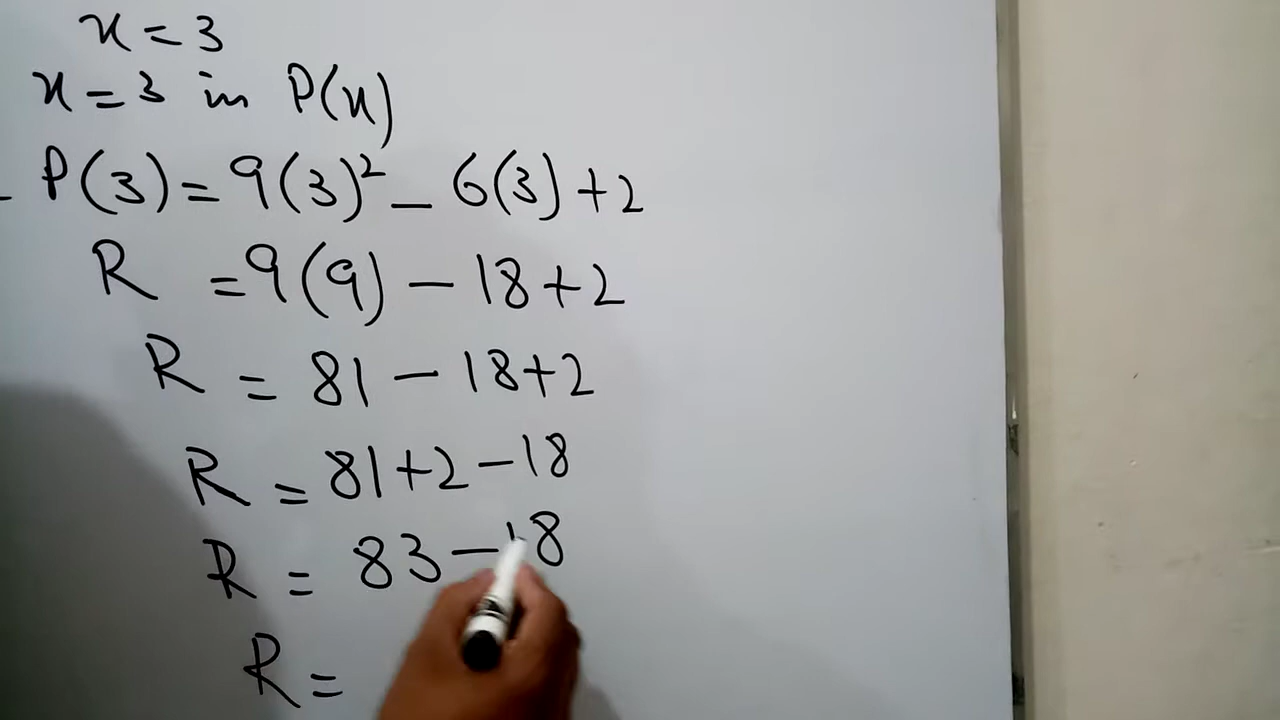 x = 3
x = 3 in P(x)
- P(3) = 9(3)² - 6(3) + 2
R = 9(9) - 18 + 2
R = 81 - 18 + 2
R = 81 + 2 - 18
R = 83 - 18
R =